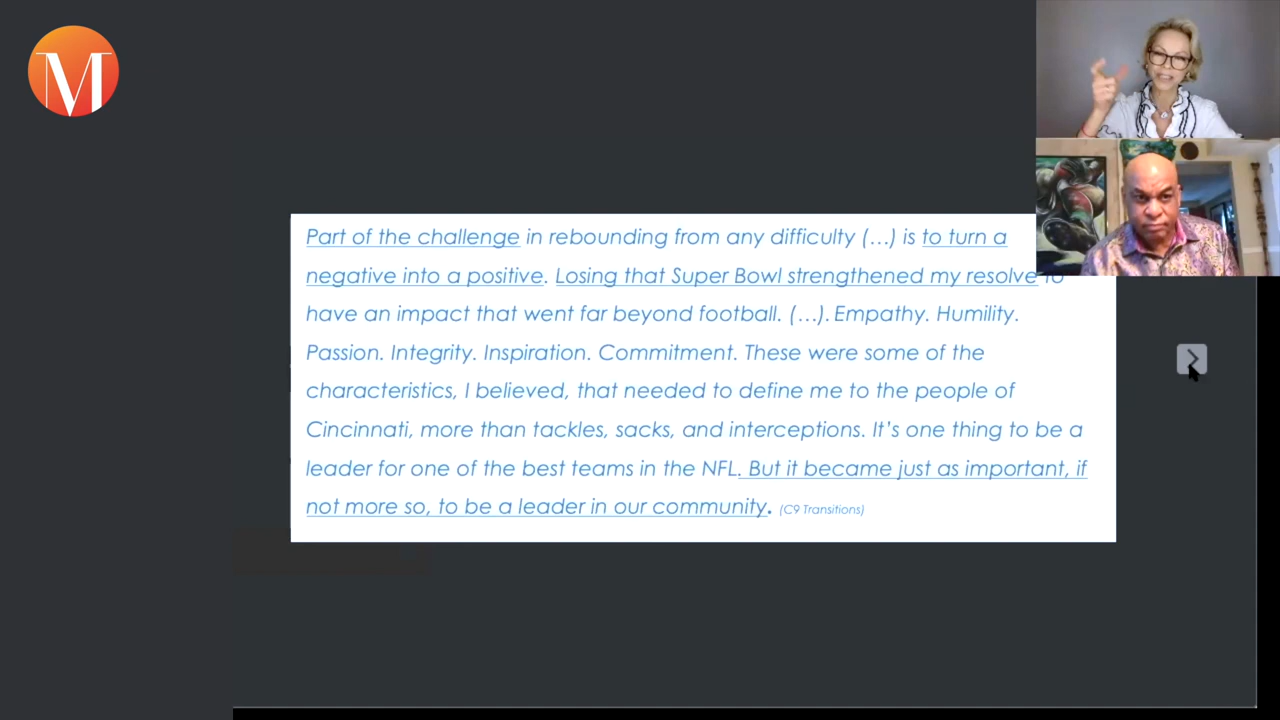 M
Part of the challenge in rebounding from any difficulty (...) is to turn a
negative into a positive. Losing that Super Bowl strengthened my resolve to
have an impact that went far beyond football. (...). Empathy. Humility.
Passion. Integrity. Inspiration. Commitment. These were some of the
characteristics, I believed, that needed to define me to the people of
Cincinnati, more than tackles, sacks, and interceptions. It’s one thing to be a
leader for one of the best teams in the NFL. But it became just as important, if
not more so, to be a leader in our community. (C9 Transitions)